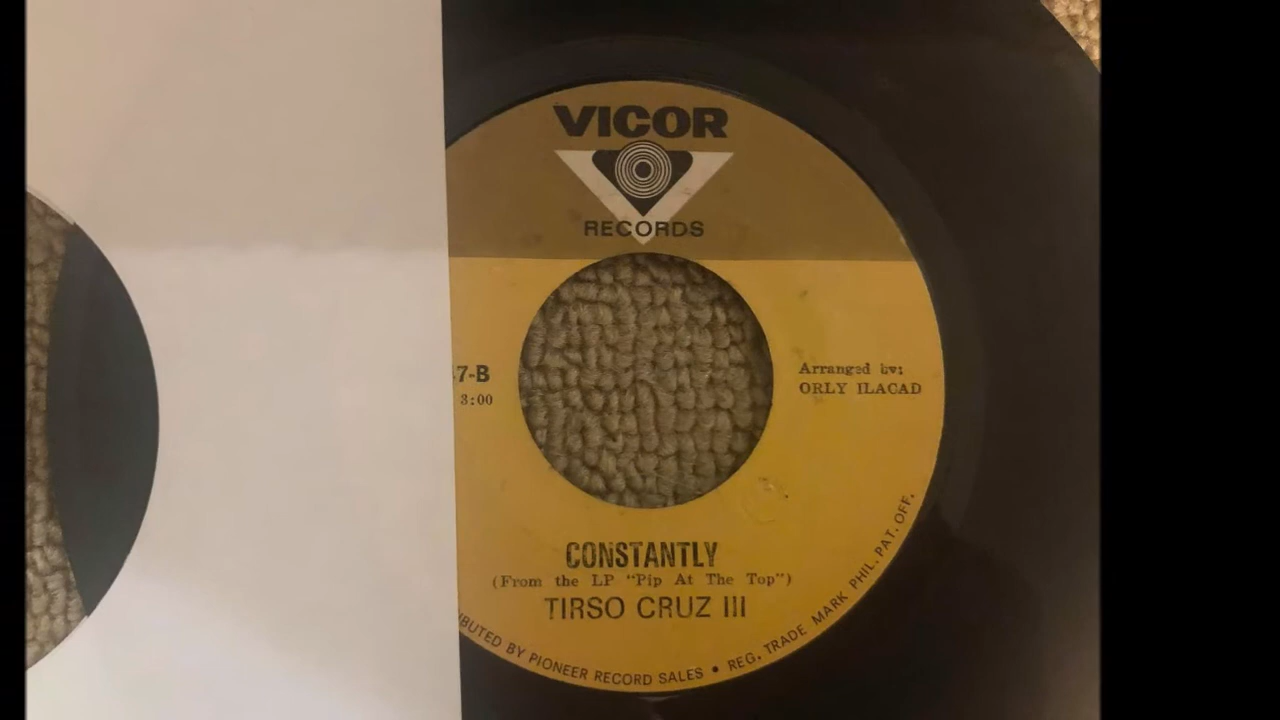 VICOR
RECORDS
7-B
3:00
Arranged by:
ORLY ILAGAD
CONSTANTLY
(From the LP "Pip At The Top")
TIRSO CRUZ III
BUTED BY PIONEER RECORD SALES • REG. TRADE MARK PHIL. PAT. OFF.